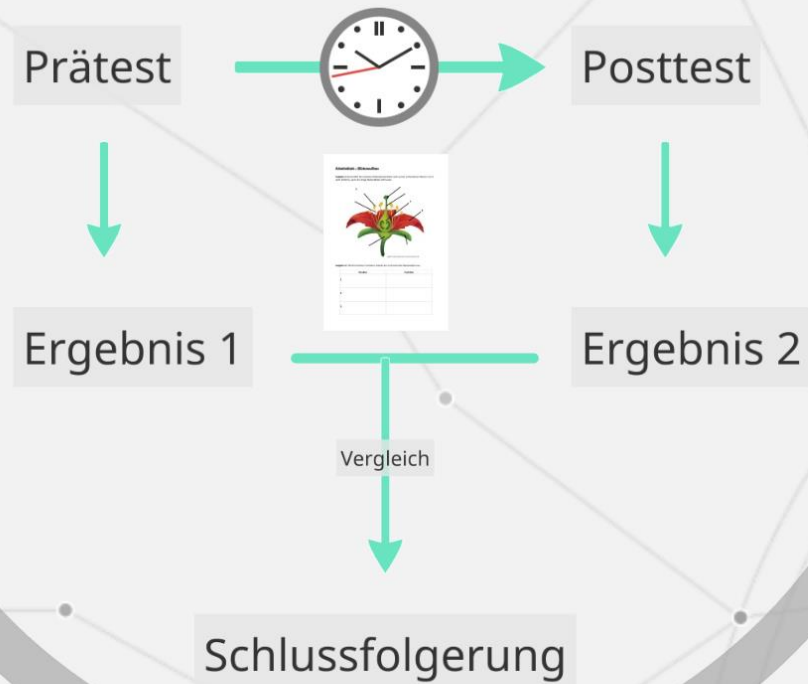 Prätest
Posttest
Ergebnis 1
Ergebnis 2
Vergleich
Schlussfolgerung